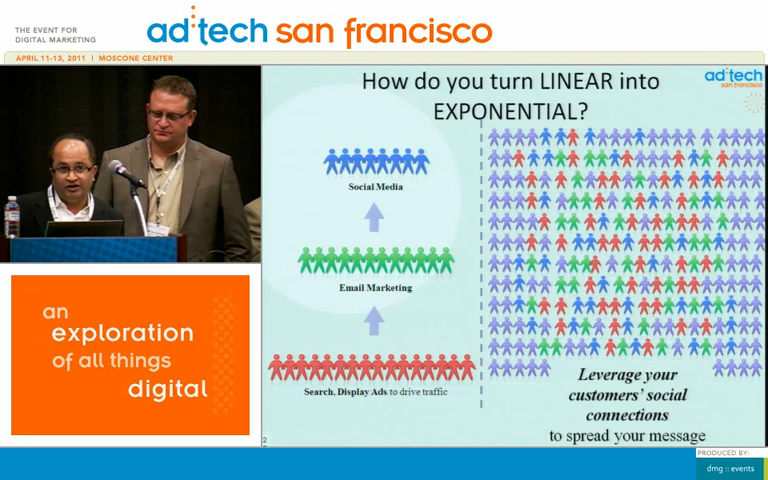 THE EVENT FOR
DIGITAL MARKETING
ad:tech san francisco
APRIL 11-13, 2011 | MOSCONE CENTER
How do you turn LINEAR into
EXPONENTIAL?
ad:tech
san francisco
Social Media
Email Marketing
Search, Display Ads to drive traffic
Leverage your
customers' social
connections
to spread your message
2
an
exploration
of all things
digital
PRODUCED BY:
dmg :: events